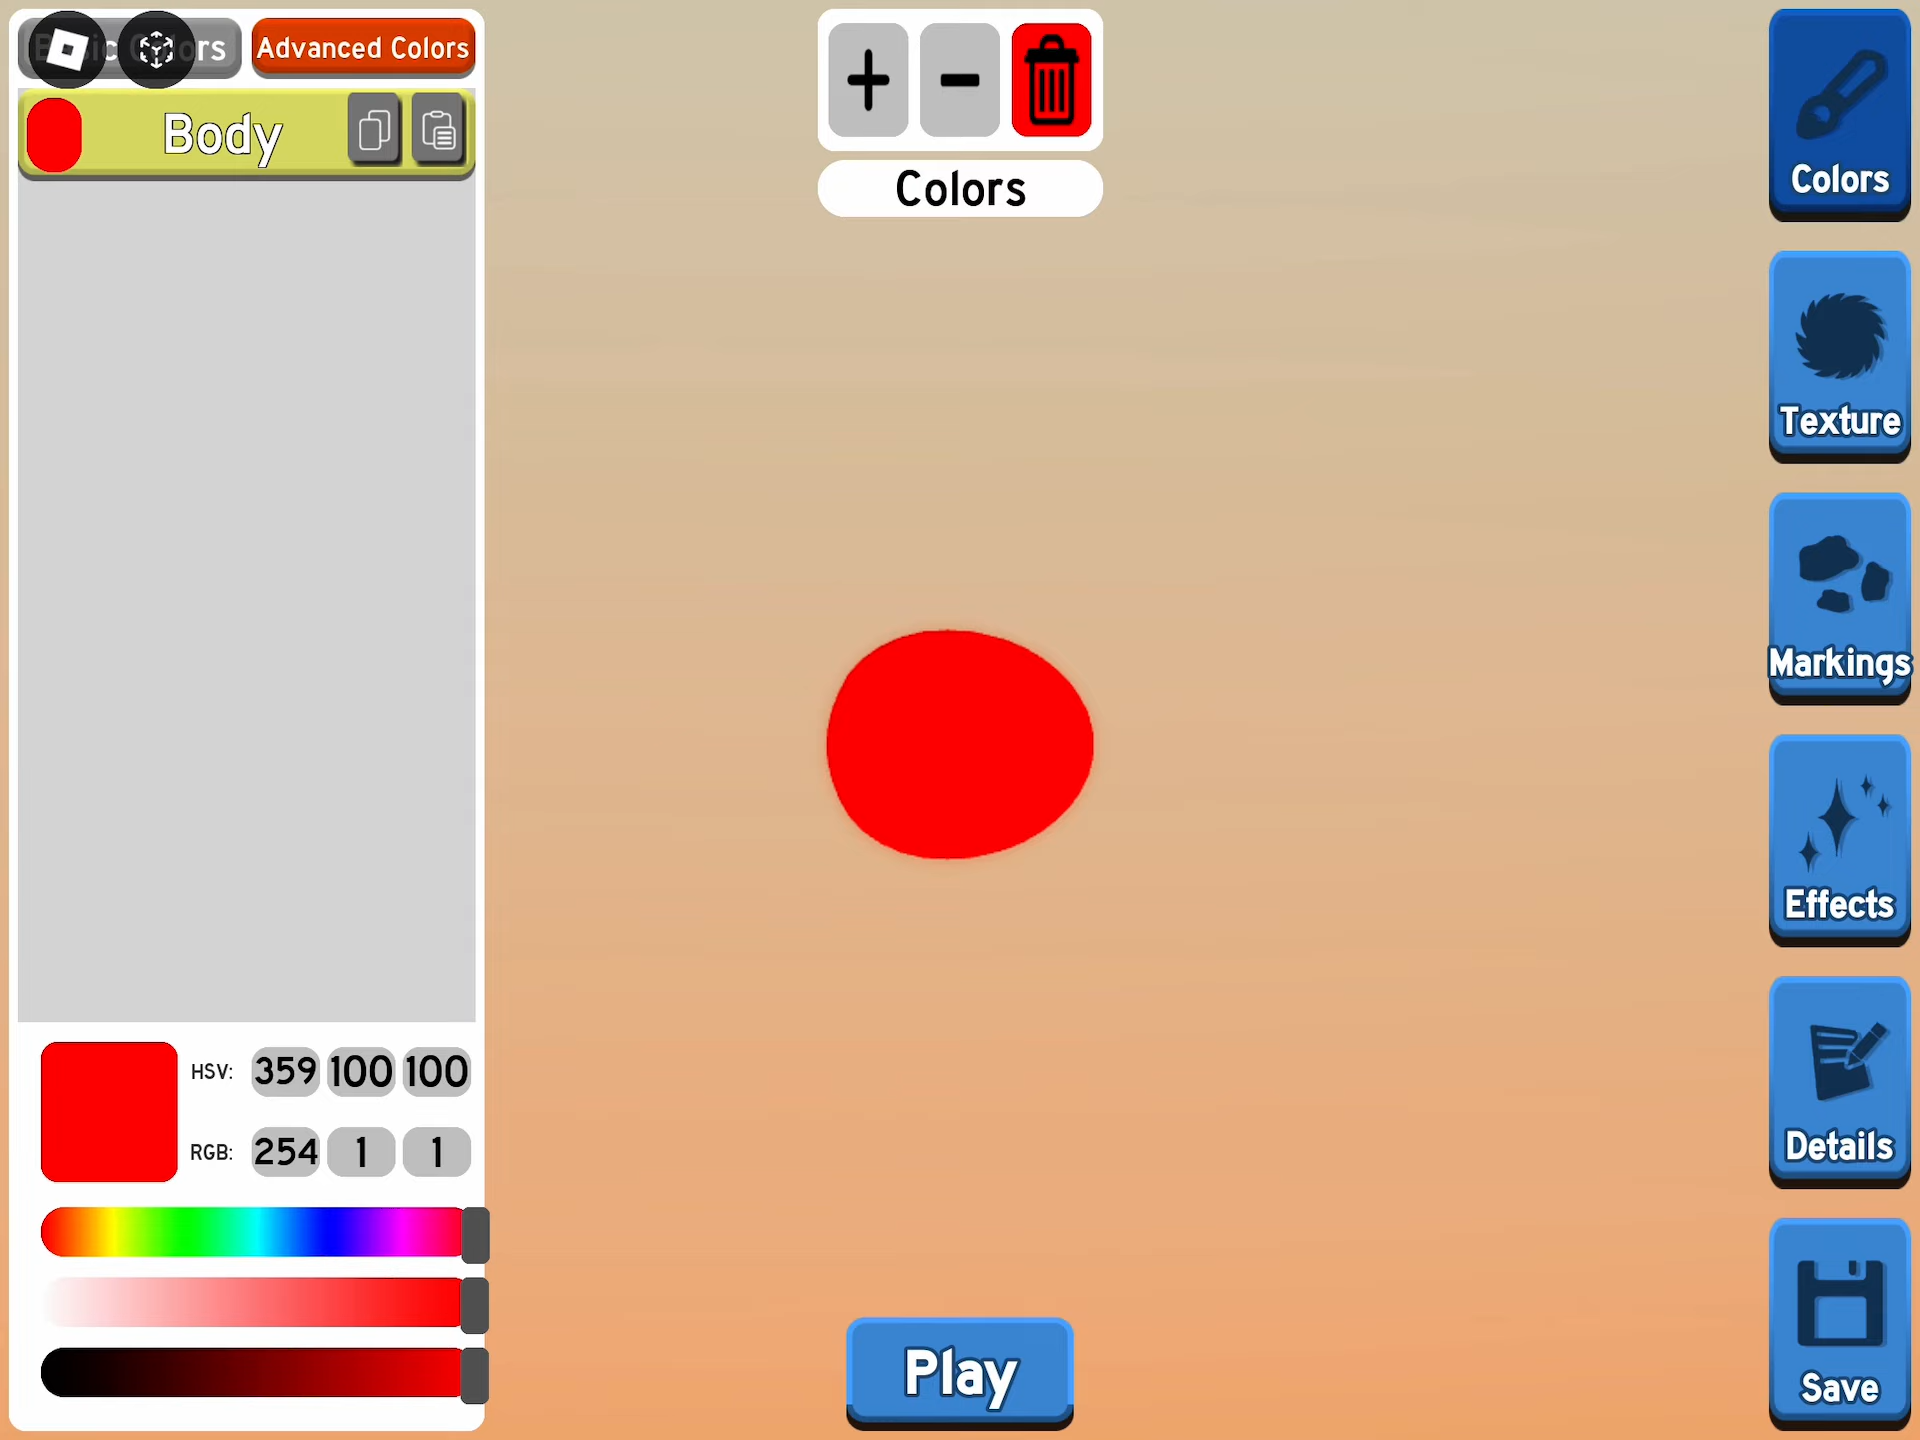 Advanced Colors
Body
Colors
Colors
Texture
Markings
Effects
Details
Save
HSV: 359 100 100
RGB: 254 1 1
Play